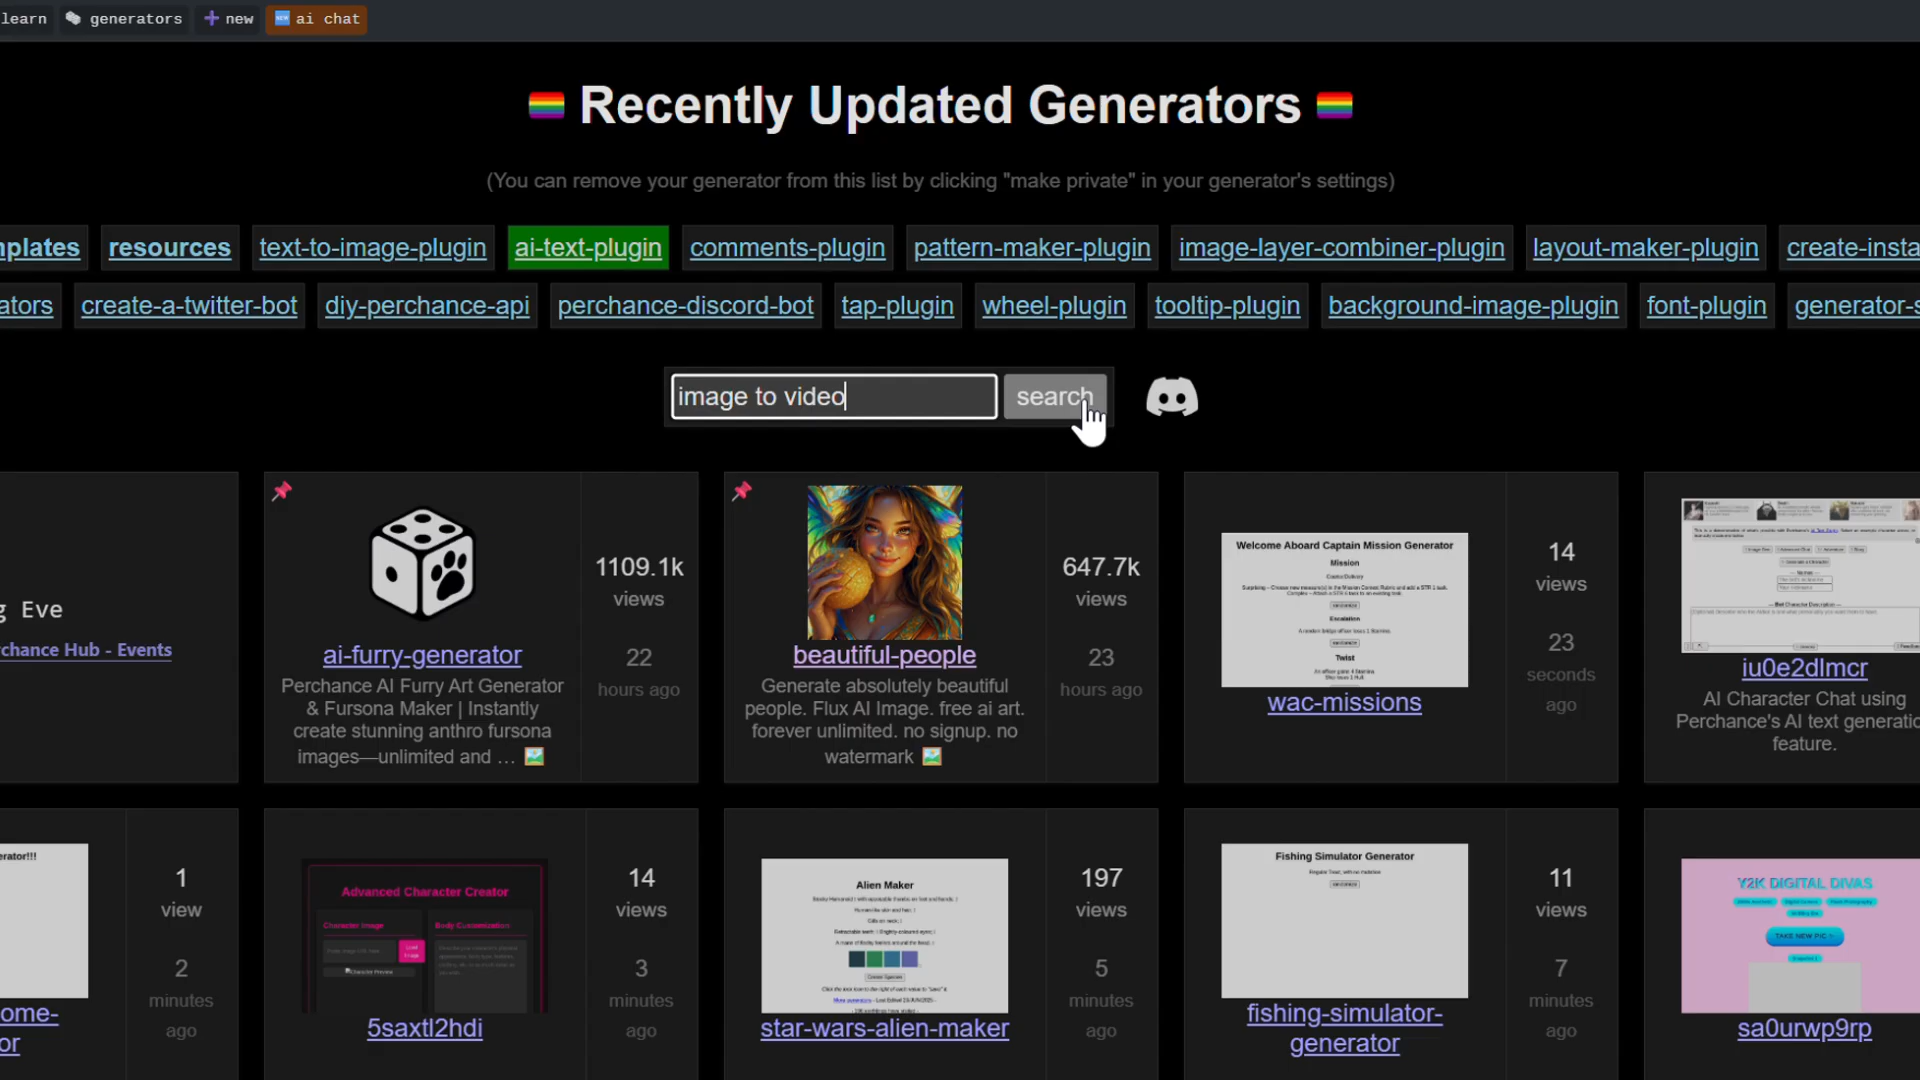 learn generators + new ai chat
Recently Updated Generators
(You can remove your generator from this list by clicking "make private" in your generator's settings)
resources text-to-image-plugin ai-text-plugin comments-plugin pattern-maker-plugin image-layer-combiner-plugin layout-maker-plugin
create-a-twitter-bot diy-perchance-api perchance-discord-bot tap-plugin wheel-plugin tooltip-plugin background-image-plugin font-plugin
image to video search
Eve
chance Hub - Events
1109.1k
views
22
hours ago
ai-furry-generator
Perchance AI Furry Art Generator
& Fursona Maker | Instantly
create stunning anthro fursona
images—unlimited and …
647.7k
views
23
hours ago
beautiful-people
Generate absolutely beautiful
people. Flux AI Image. free ai art.
forever unlimited. no signup. no
watermark
Welcome Aboard Captain Mission Generator
Mission
Escalation
Twist
14
views
23
seconds
ago
wac-missions
iu0e2dlmcr
AI Character Chat using
Perchance's AI text generatio
feature.
1
view
2
minutes
ago
ome-
or
Advanced Character Creator
Character Image
Body Customization
14
views
3
minutes
ago
5saxtl2hdi
Alien Maker
197
views
5
minutes
ago
star-wars-alien-maker
Fishing Simulator Generator
11
views
7
minutes
ago
fishing-simulator-
generator
Y2K DIGITAL DIVAS
TAKE NEW PIC
sa0urwp9rp